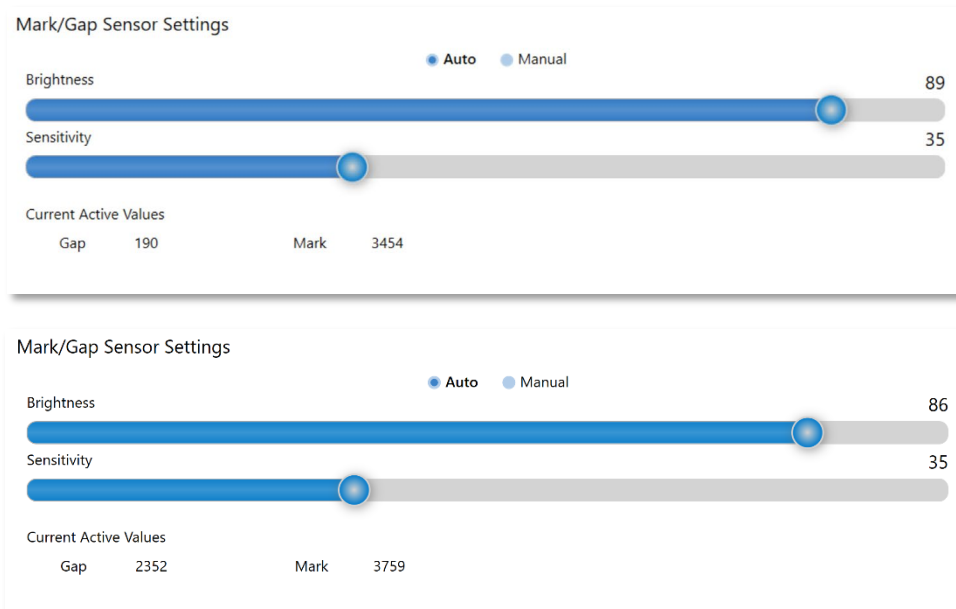 Mark/Gap Sensor Settings
Auto Manual
Brightness 89
Sensitivity 35
Current Active Values
Gap 190 Mark 3454
Mark/Gap Sensor Settings
Auto Manual
Brightness 86
Sensitivity 35
Current Active Values
Gap 2352 Mark 3759